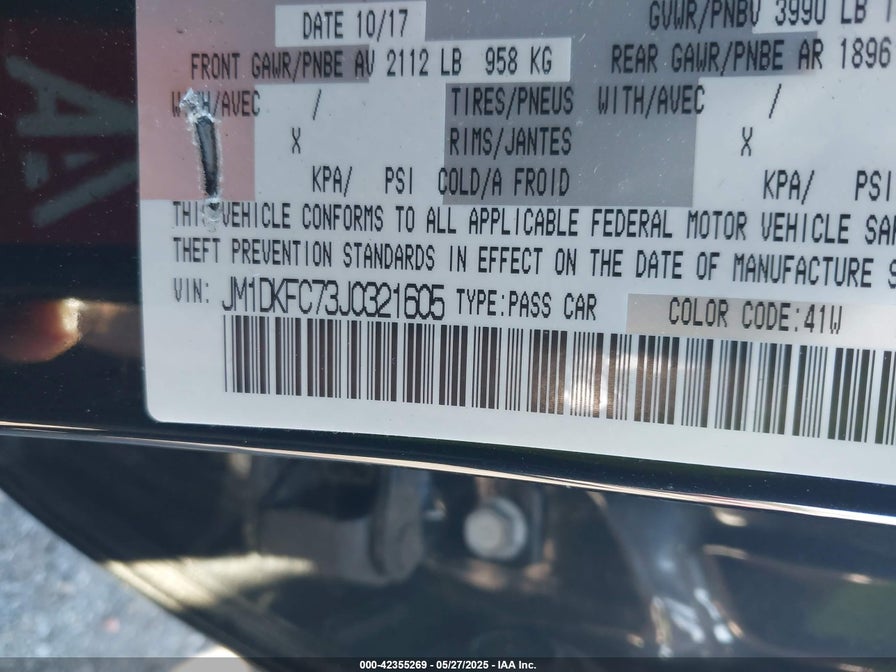 DATE 10/17 GVWR/PNBV 3990 LB
FRONT GAWR/PNBE AV 2112 LB 958 KG REAR GAWR/PNBE AR 1896
WITH/AVEC / TIRES/PNEUS WITH/AVEC /
X RIMS/JANTES X
KPA/ PSI COLD/A FROID KPA/ PSI
THIS VEHICLE CONFORMS TO ALL APPLICABLE FEDERAL MOTOR VEHICLE
THEFT PREVENTION STANDARDS IN EFFECT ON THE DATE OF MANUFACTURE
VIN: JM1DKFC73J0321605 TYPE:PASS CAR COLOR CODE:41W
000-42355269 - 05/27/2025 - IAA Inc.